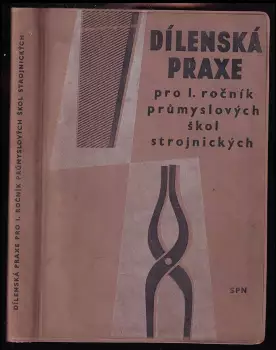 DÍLENSKÁ PRAXE PRO I. ROČNÍK PRŮMYSLOVÝCH ŠKOL STROJNICKÝCH
DÍLENSKÁ
PRAXE
pro I. ročník
průmyslových
škol
strojnických
SPN